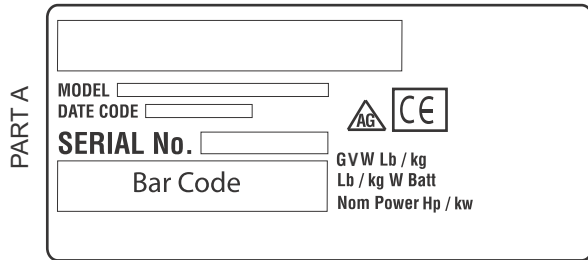 PART A
MODEL
DATE CODE
AG CE
SERIAL No.
GVW Lb / kg
Bar Code
Lb / kg W Batt
Nom Power Hp / kw